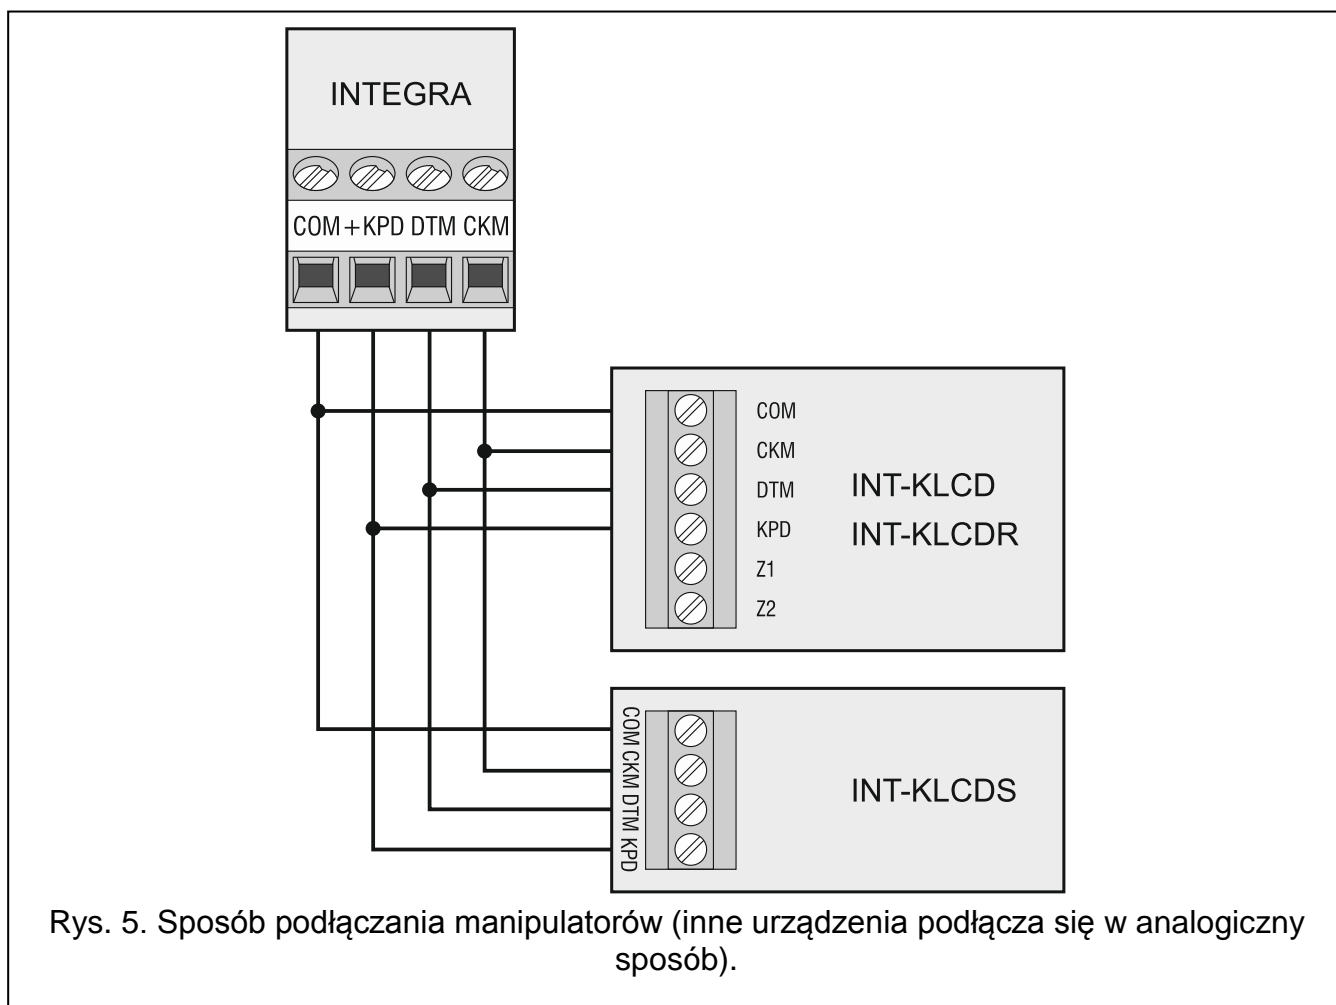 INTEGRA
COM +KPD DTM CKM
COM
CKM
DTM
KPD
Z1
Z2
INT-KLCD
INT-KLCDR
COM CKM DTM KPD
INT-KLCDS
Rys. 5. Sposób podłączania manipulatorów (inne urządzenia podłącza się w analogiczny
sposób).